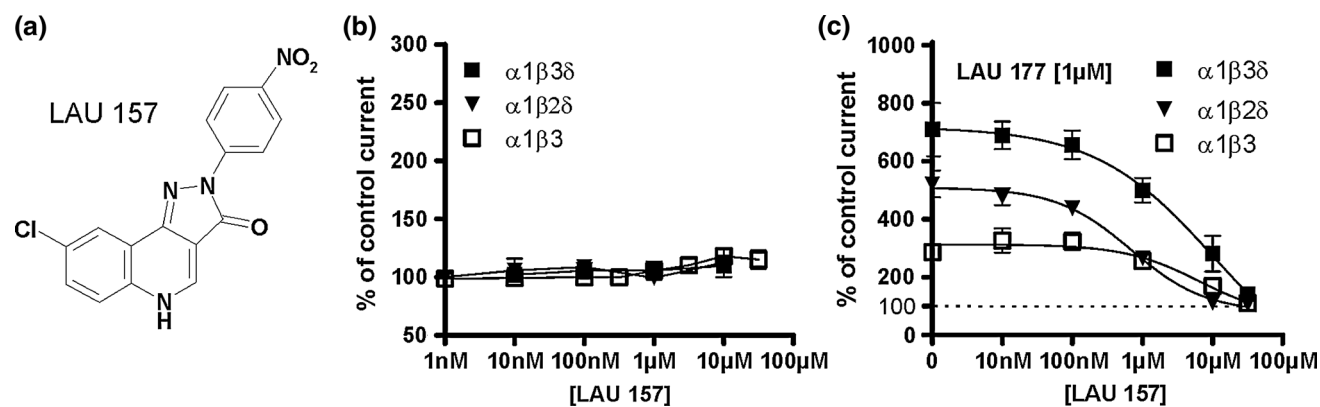 (a)
LAU 157
NO2
N
N
O
Cl
N
H
(b)
% of control current
300
250
200
150
100
50
α1β3δ
α1β2δ
α1β3
1nM 10nM 100nM 1µM 10µM 100µM
[LAU 157]
(c)
% of control current
1000
800
600
400
200
100
0
LAU 177 [1µM]
α1β3δ
α1β2δ
α1β3
0 10nM 100nM 1µM 10µM 100µM
[LAU 157]